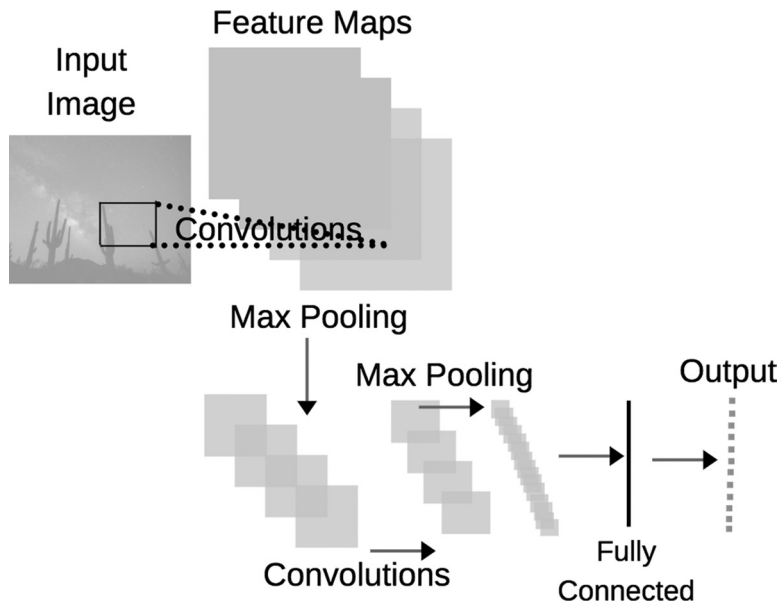 Feature Maps
Input
Image
Convolutions
Max Pooling
Max Pooling
Output
Convolutions
Fully
Connected